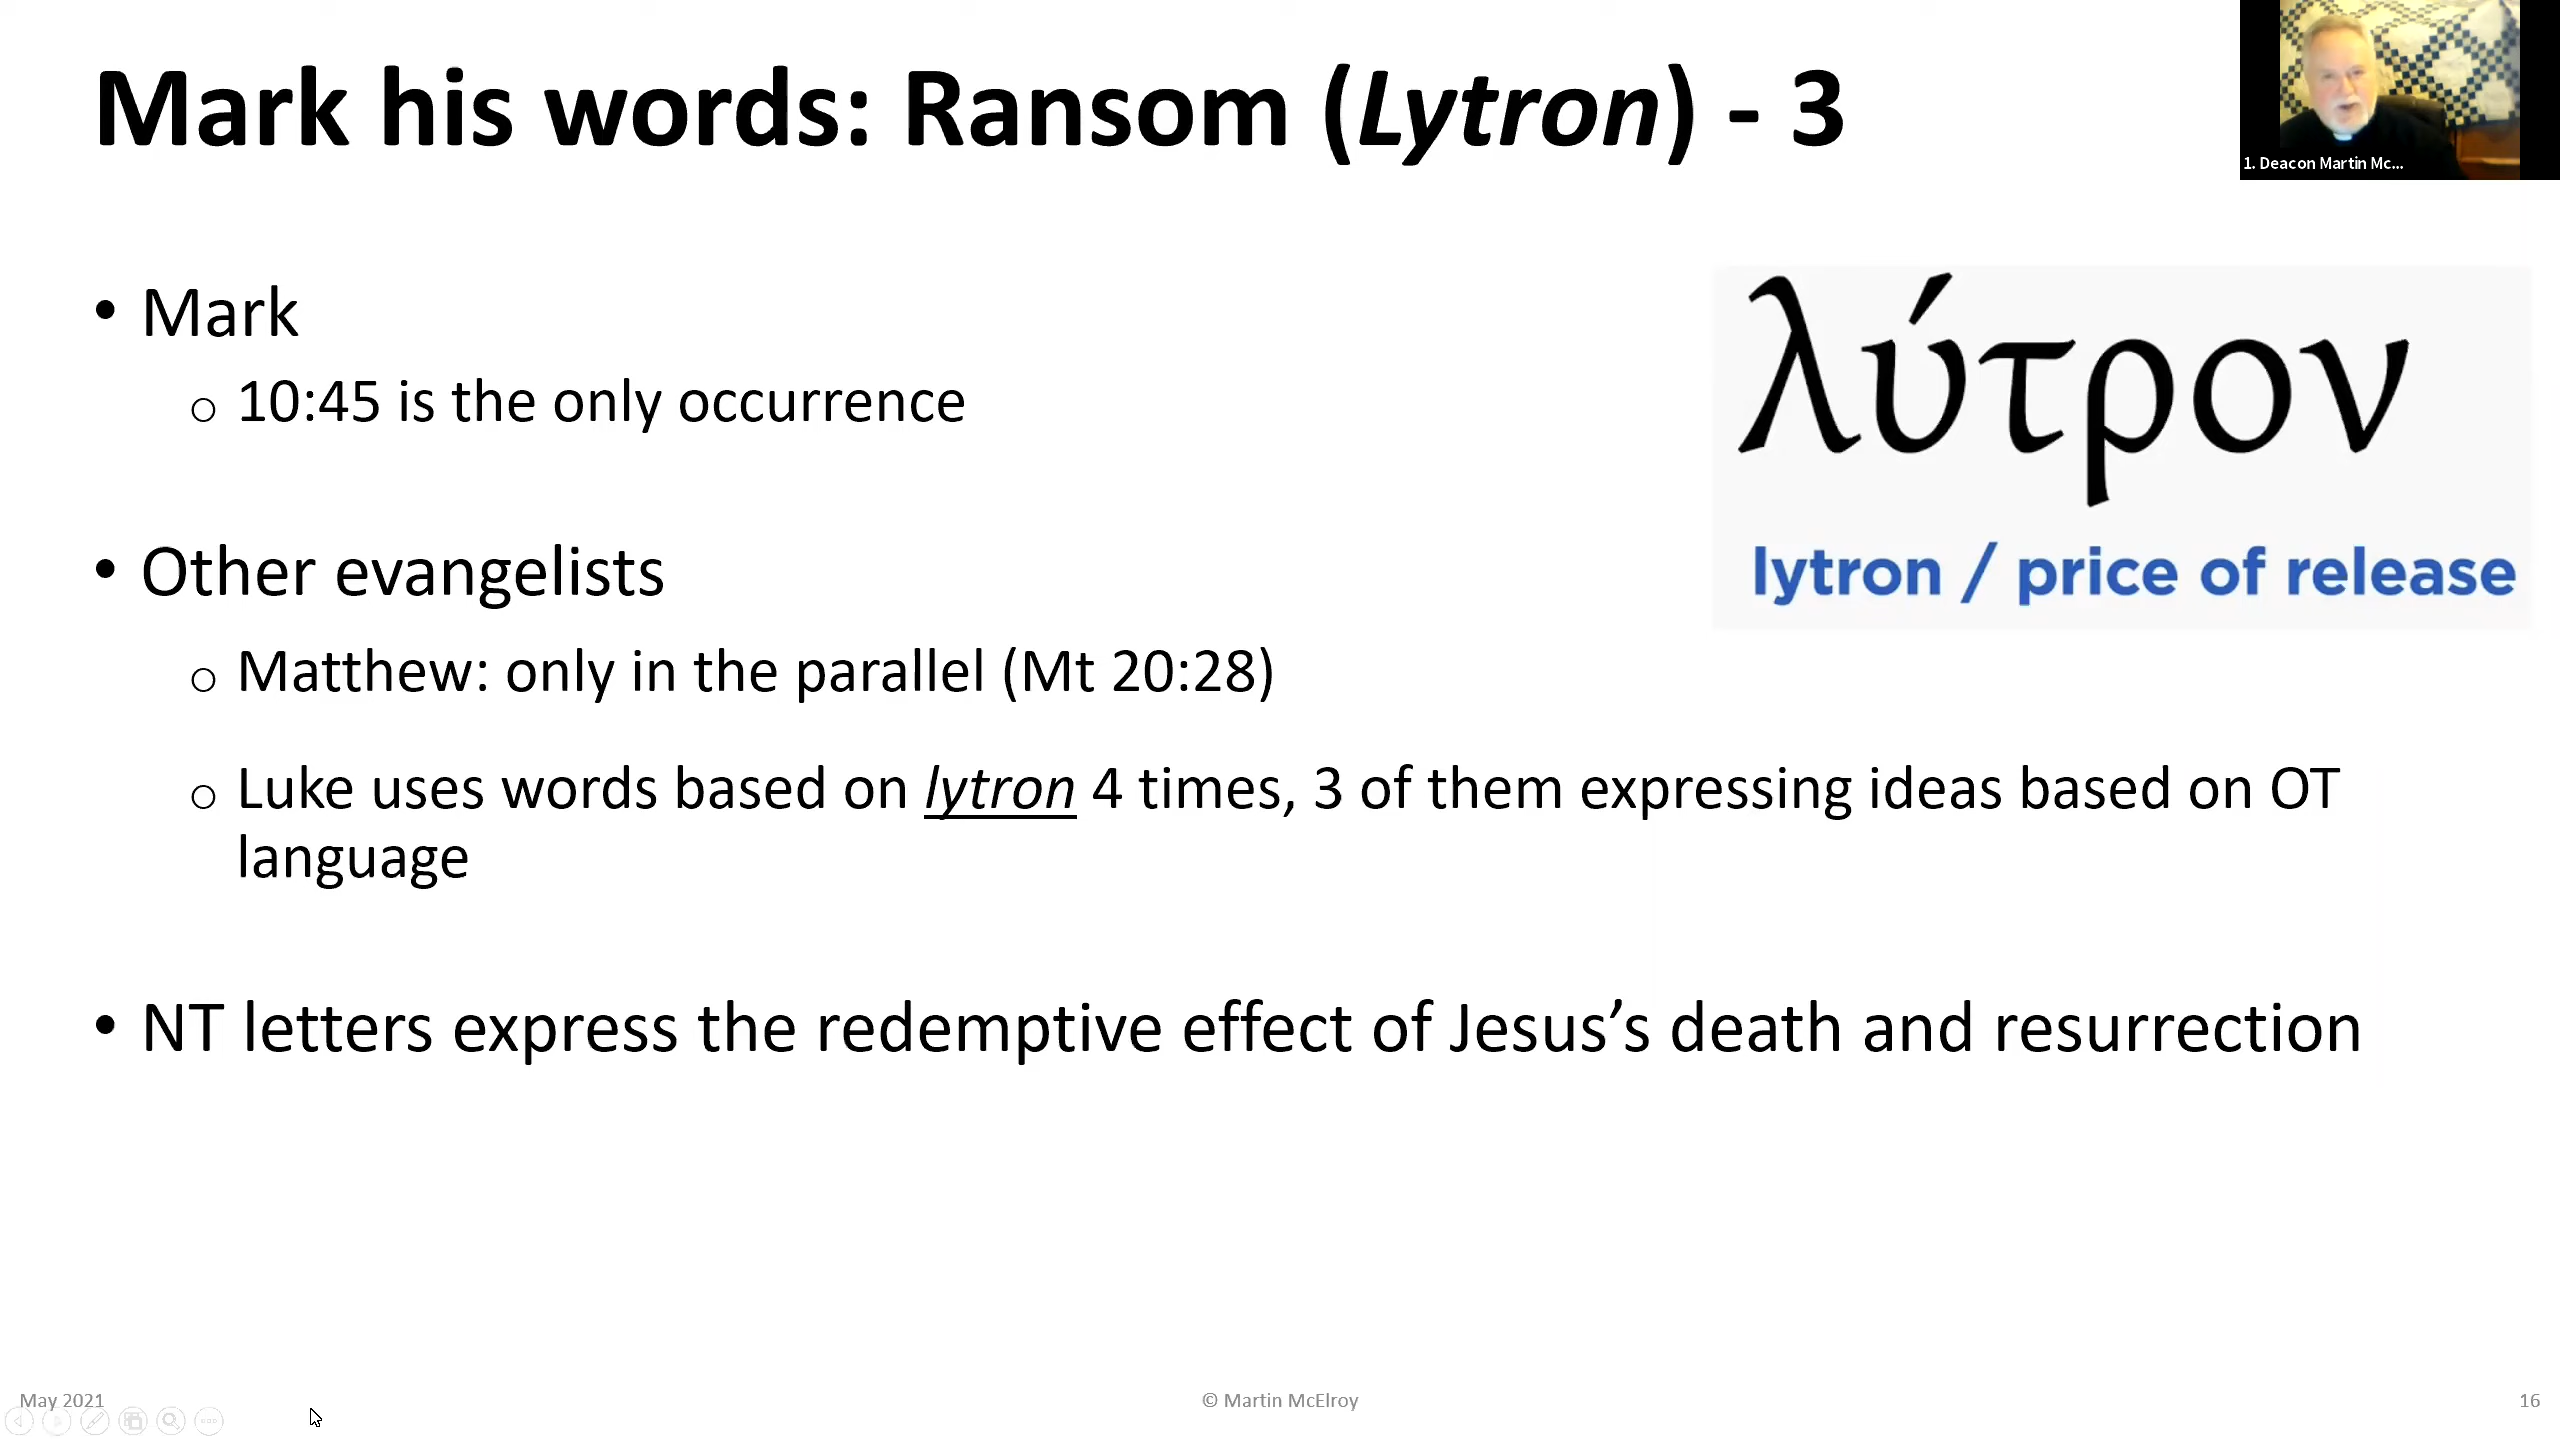 Mark his words: Ransom (Lytron) - 3
1. Deacon Martin Mc...
• Mark
o 10:45 is the only occurrence
λύτρον
lytron / price of release
• Other evangelists
o Matthew: only in the parallel (Mt 20:28)
o Luke uses words based on lytron 4 times, 3 of them expressing ideas based on OT
language
• NT letters express the redemptive effect of Jesus’s death and resurrection
May 2021
© Martin McElroy
16